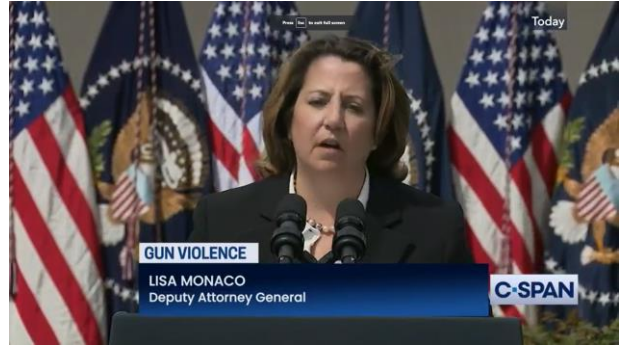 Press Esc to exit full screen
Today
GUN VIOLENCE
LISA MONACO
Deputy Attorney General
C-SPAN